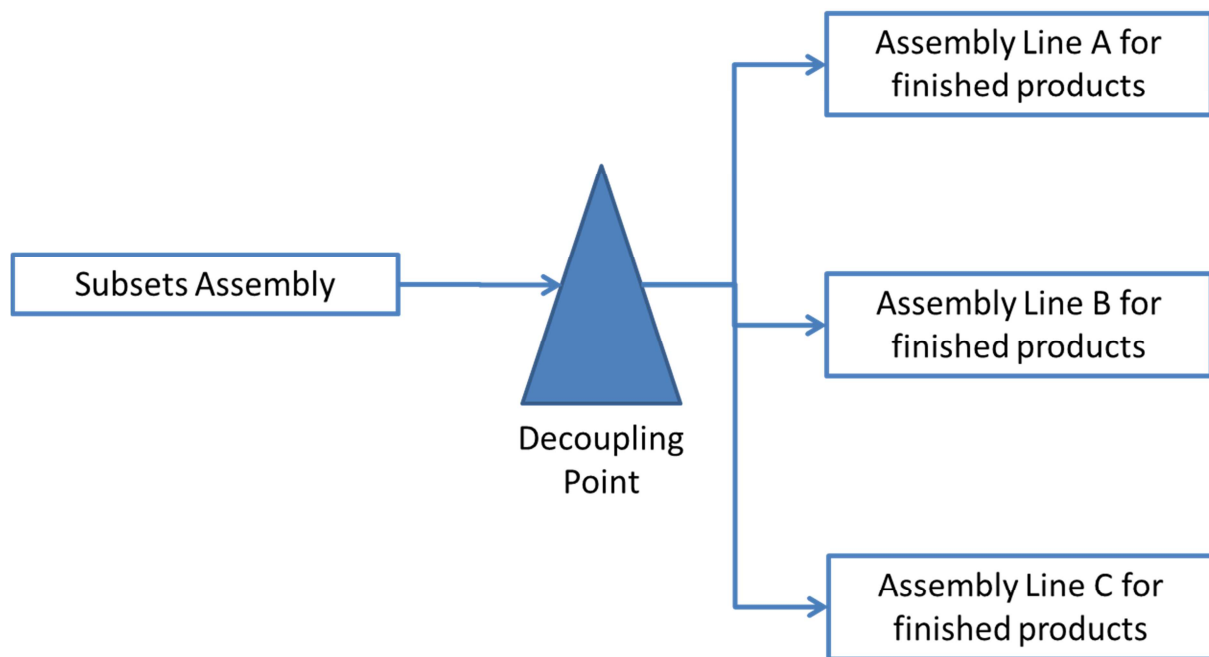 Assembly Line A for
finished products
Subsets Assembly
Assembly Line B for
finished products
Decoupling
Point
Assembly Line C for
finished products